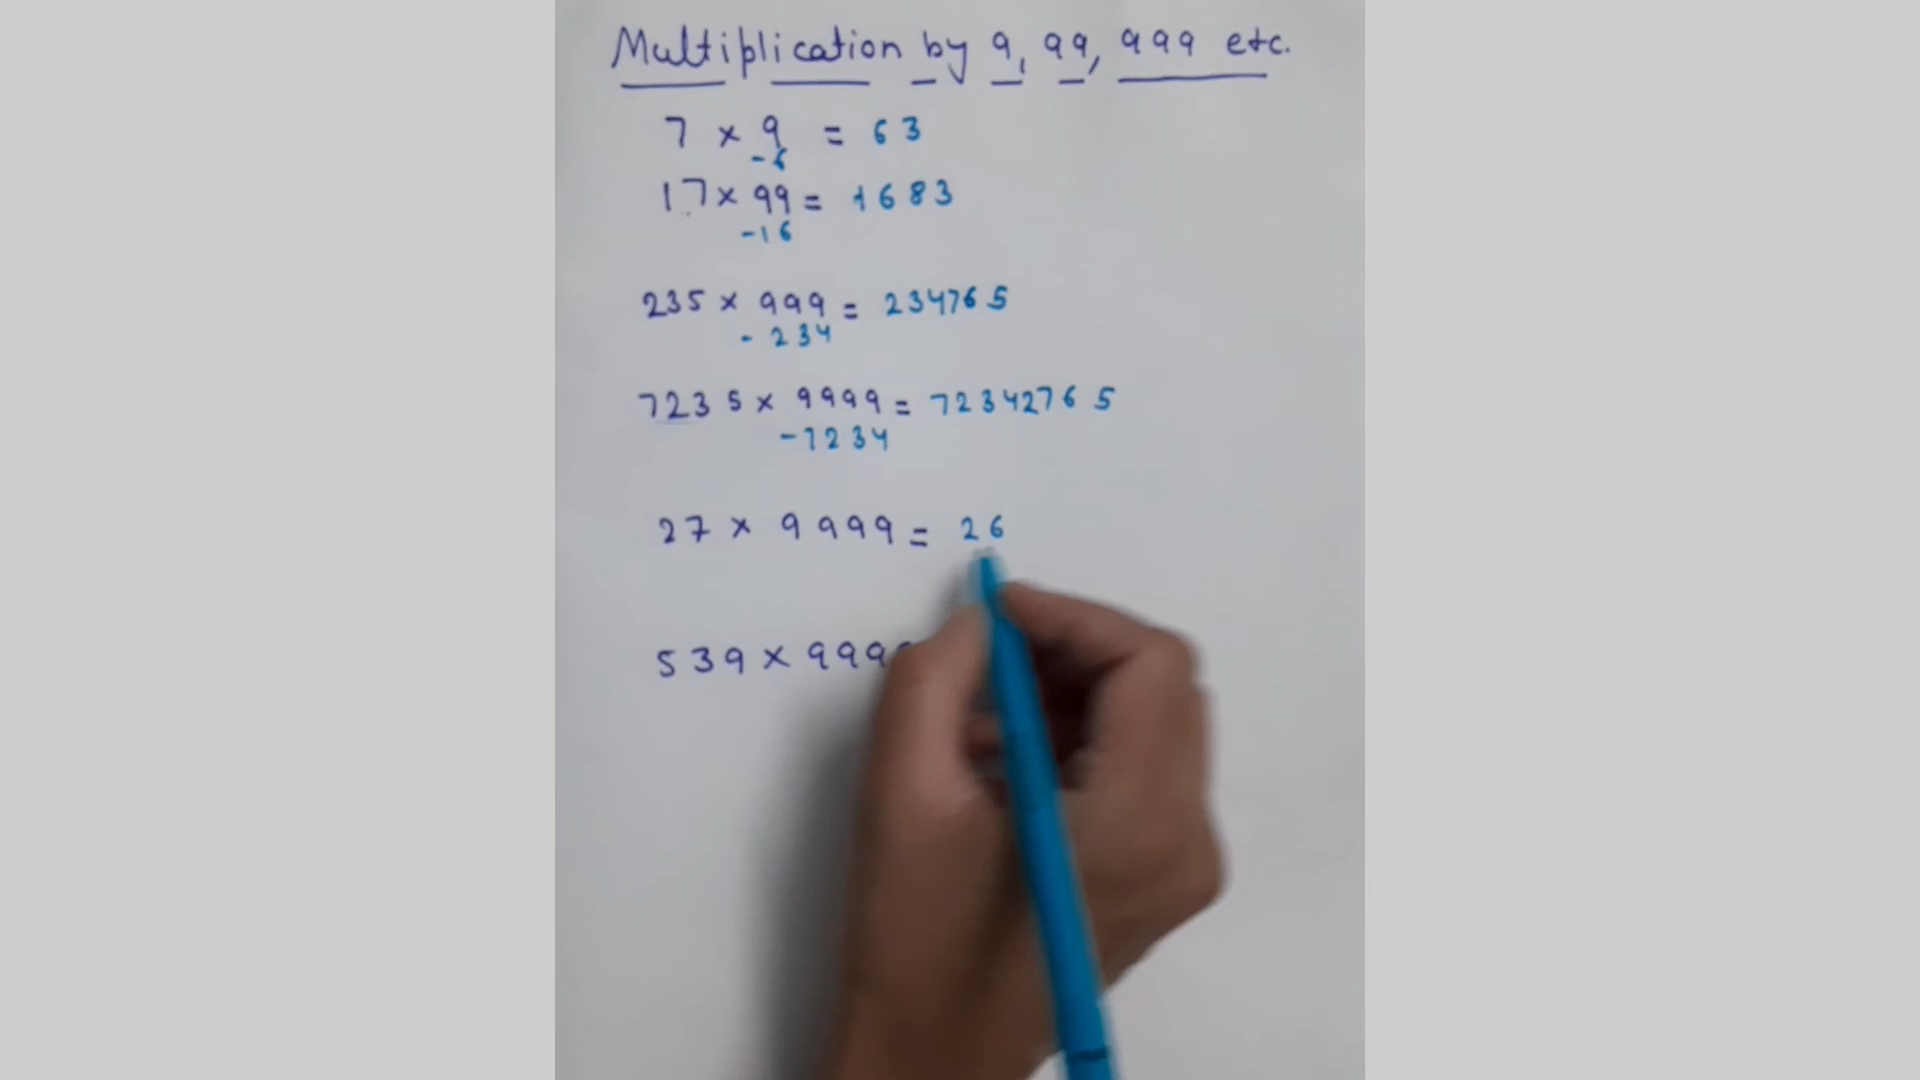 Multiplication by 9, 99, 999 etc.
7 × 9 = 63
-6
17 × 99 = 1683
-16
235 × 999 = 234765
- 234
7235 × 9999 = 72342765
-7234
27 × 9999 = 26
539 × 999